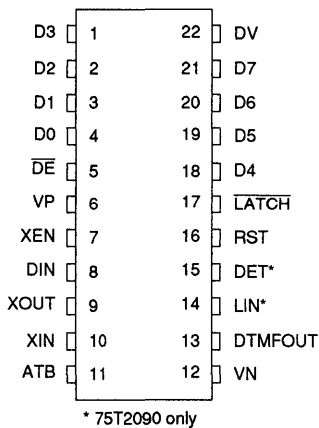 D3 1 22 DV
D2 2 21 D7
D1 3 20 D6
D0 4 19 D5
D̅E̅ 5 18 D4
VP 6 17 L̅A̅T̅C̅H̅
XEN 7 16 RST
DIN 8 15 DET*
XOUT 9 14 LIN*
XIN 10 13 DTMFOUT
ATB 11 12 VN
* 75T2090 only